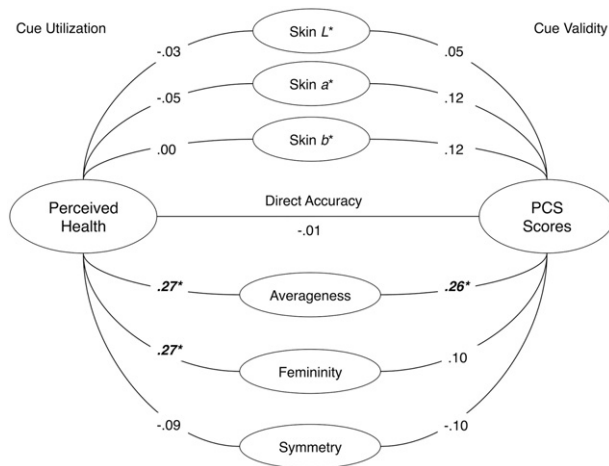 Cue Utilization
Cue Validity
Skin L*
-.03
.05
Skin a*
-.05
.12
Skin b*
.00
.12
Perceived
Health
Direct Accuracy
-.01
PCS
Scores
.27*
Averageness
.26*
.27*
Femininity
.10
-.09
Symmetry
-.10